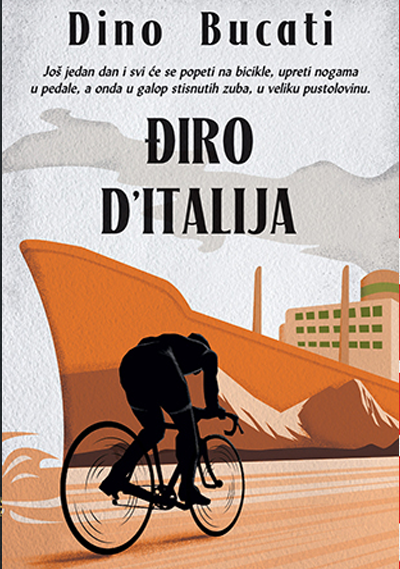 Dino Bucati
Još jedan dan i svi će se popeti na bicikle, upreti nogama
u pedale, a onda u galop stisnutih zuba, u veliku pustolovinu.
ĐIRO
D'ITALIJA